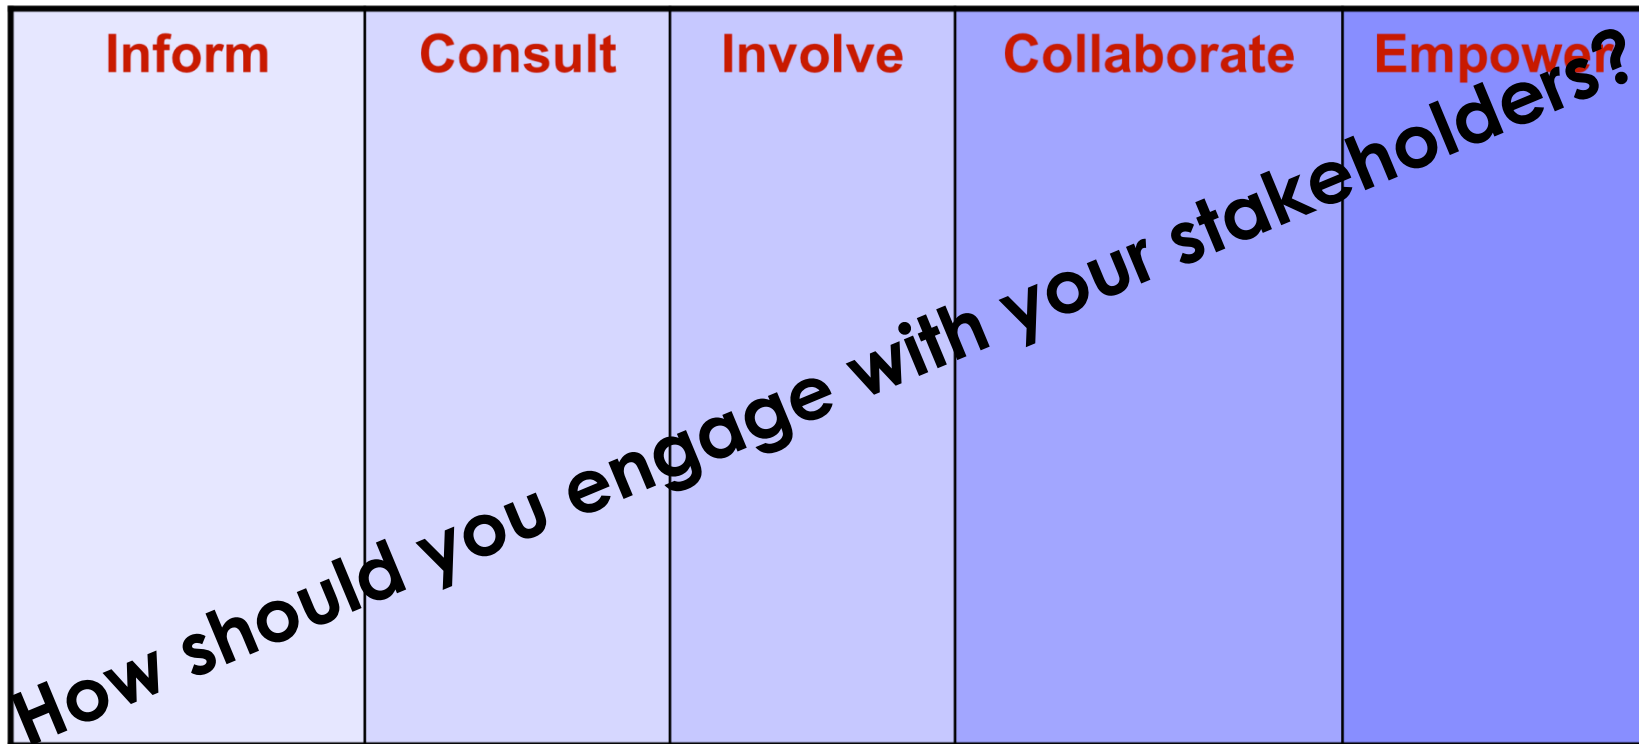 Inform Consult Involve Collaborate Empower
How should you engage with your stakeholders?